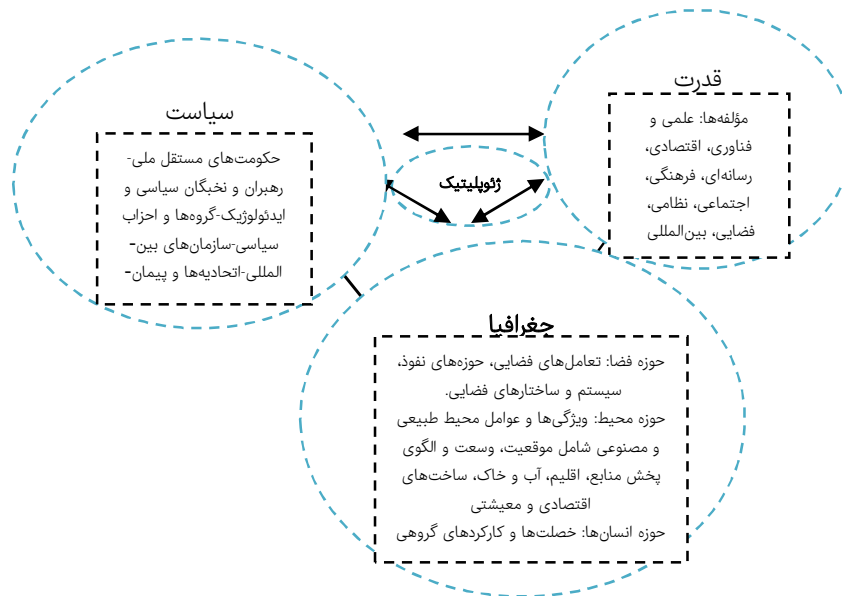 قدرت
مؤلفه‌ها: علمی و
فناوری، اقتصادی،
رسانه‌ای، فرهنگی،
اجتماعی، نظامی،
فضایی، بین‌المللی
سیاست
حکومت‌های مستقل ملی-
رهبران و نخبگان سیاسی و
ایدئولوژیک-گروه‌ها و احزاب
سیاسی-سازمان‌های بین-
المللی-اتحادیه‌ها و پیمان-
ژئوپلیتیک
جغرافیا
حوزه فضا: تعامل‌های فضایی، حوزه‌های نفوذ،
سیستم و ساختارهای فضایی.
حوزه محیط: ویژگی‌ها و عوامل محیط طبیعی
و مصنوعی شامل موقعیت، وسعت و الگوی
پخش منابع، اقلیم، آب و خاک، ساخت‌های
اقتصادی و معیشتی
حوزه انسان‌ها: خصلت‌ها و کارکردهای گروهی